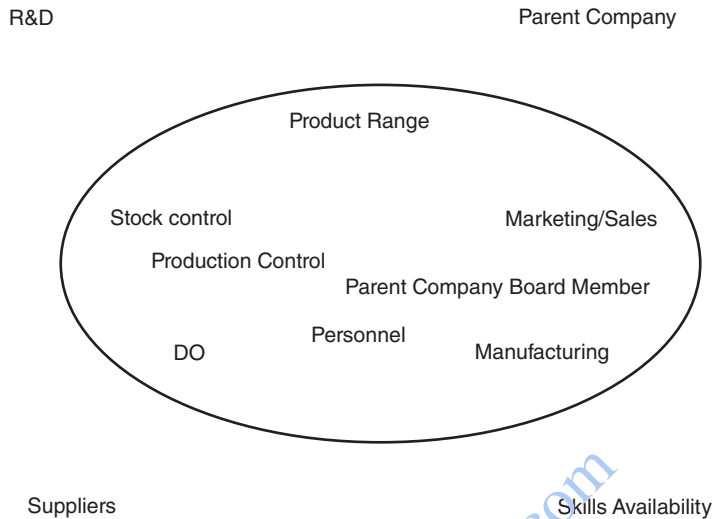 R&D
Parent Company
Product Range
Stock control
Marketing/Sales
Production Control
Parent Company Board Member
Personnel
DO
Manufacturing
Suppliers
Skills Availability